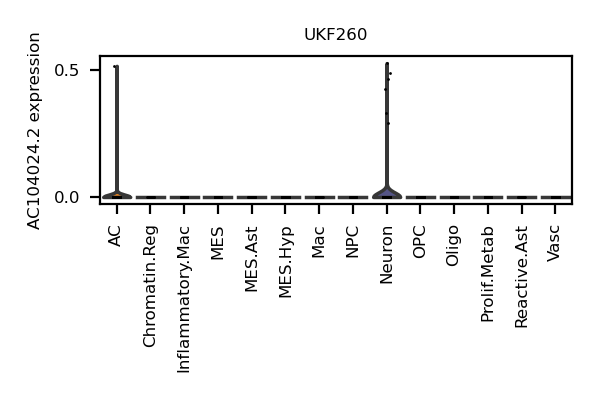 UKF260
AC104024.2 expression
0.5
0.0
AC
Chromatin.Reg
Inflammatory.Mac
MES
MES.Ast
MES.Hyp
Mac
NPC
Neuron
OPC
Oligo
Prolif.Metab
Reactive.Ast
Vasc